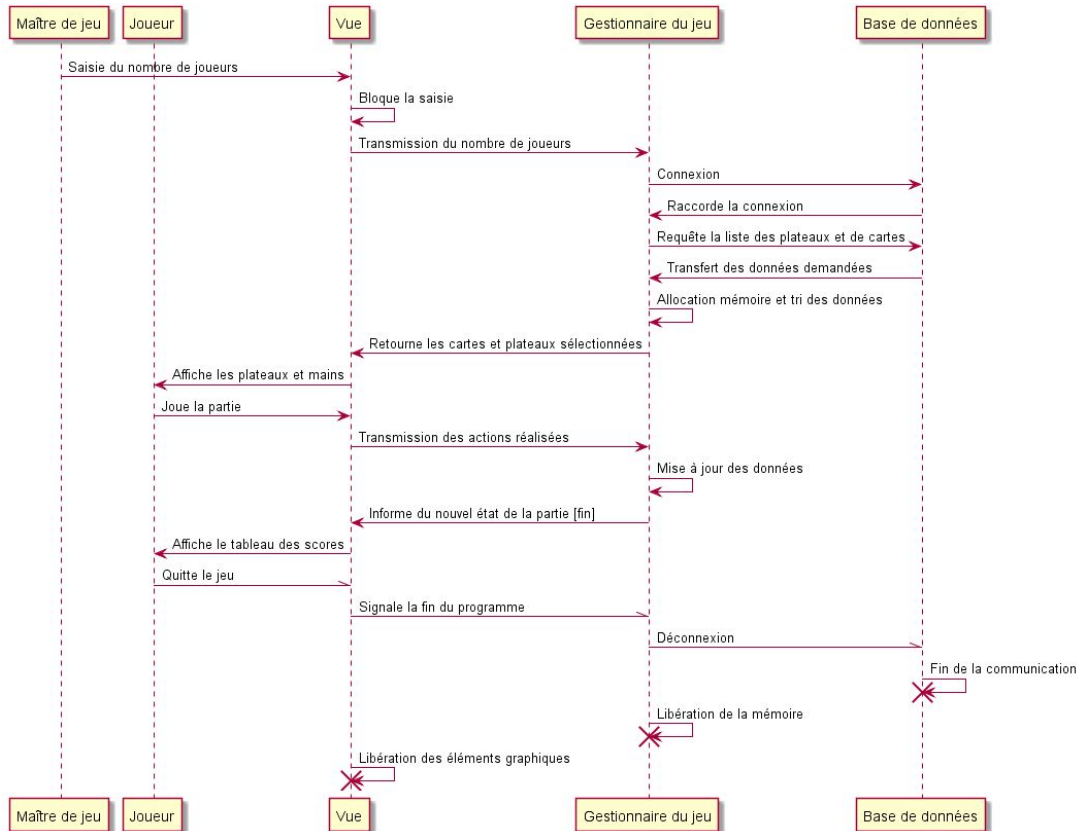 Maître de jeu
Joueur
Vue
Gestionnaire du jeu
Base de données
Saisie du nombre de joueurs
Bloque la saisie
Transmission du nombre de joueurs
Connexion
Raccorde la connexion
Requête la liste des plateaux et de cartes
Transfert des données demandées
Allocation mémoire et tri des données
Retourne les cartes et plateaux sélectionnées
Affiche les plateaux et mains
Joue la partie
Transmission des actions réalisées
Mise à jour des données
Informe du nouvel état de la partie [fin]
Affiche le tableau des scores
Quitte le jeu
Signale la fin du programme
Déconnexion
Fin de la communication
Libération de la mémoire
Libération des éléments graphiques
Maître de jeu
Joueur
Vue
Gestionnaire du jeu
Base de données